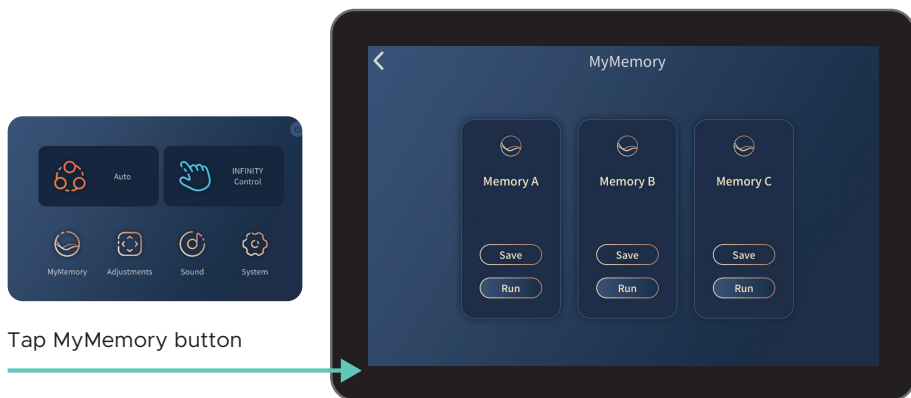 Auto
INFINITY
Control
MyMemory Adjustments Sound System
Tap MyMemory button
MyMemory
Memory A Memory B Memory C
Save Save Save
Run Run Run